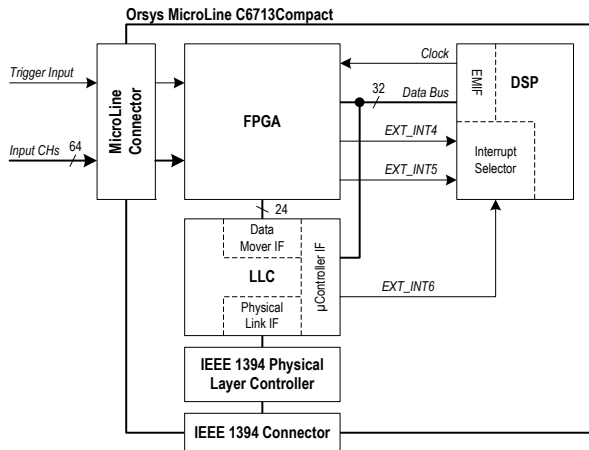 Orsys MicroLine C6713Compact
Trigger Input
Input CHs
64
MicroLine
Connector
FPGA
Clock
32
Data Bus
EMIF
DSP
EXT_INT4
EXT_INT5
Interrupt
Selector
24
Data
Mover IF
LLC
µController IF
Physical
Link IF
EXT_INT6
IEEE 1394 Physical
Layer Controller
IEEE 1394 Connector